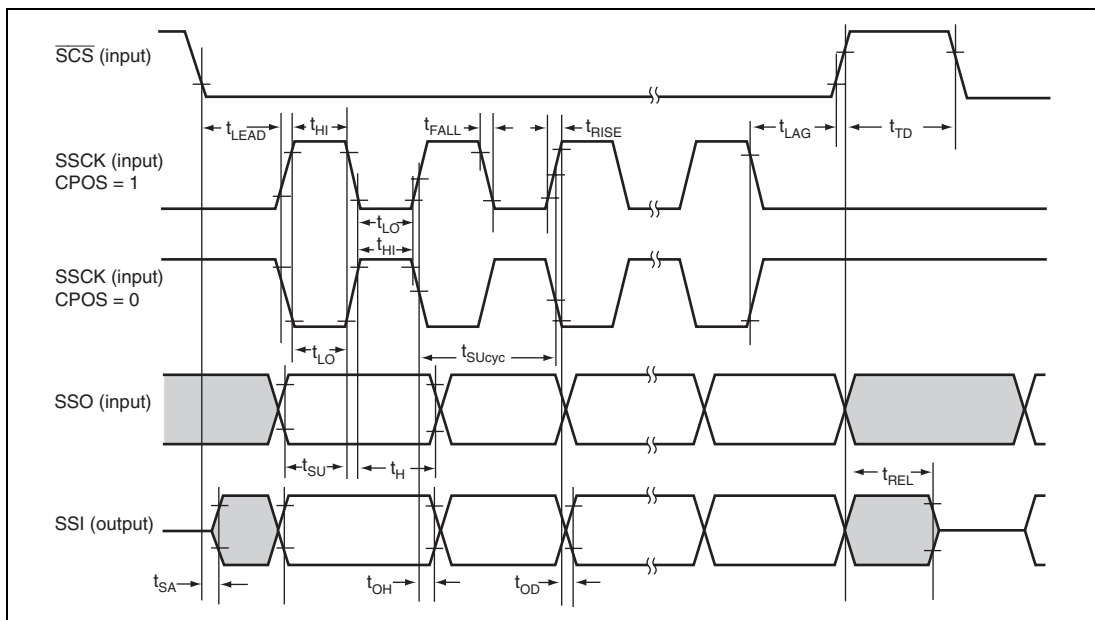 SCS (input)
tLEAD
tHI
tFALL
tRISE
tLAG
tTD
SSCK (input)
CPOS = 1
tLO
tHI
SSCK (input)
CPOS = 0
tLO
tSUcyc
SSO (input)
tSU
tH
tREL
SSI (output)
tSA
tOH
tOD